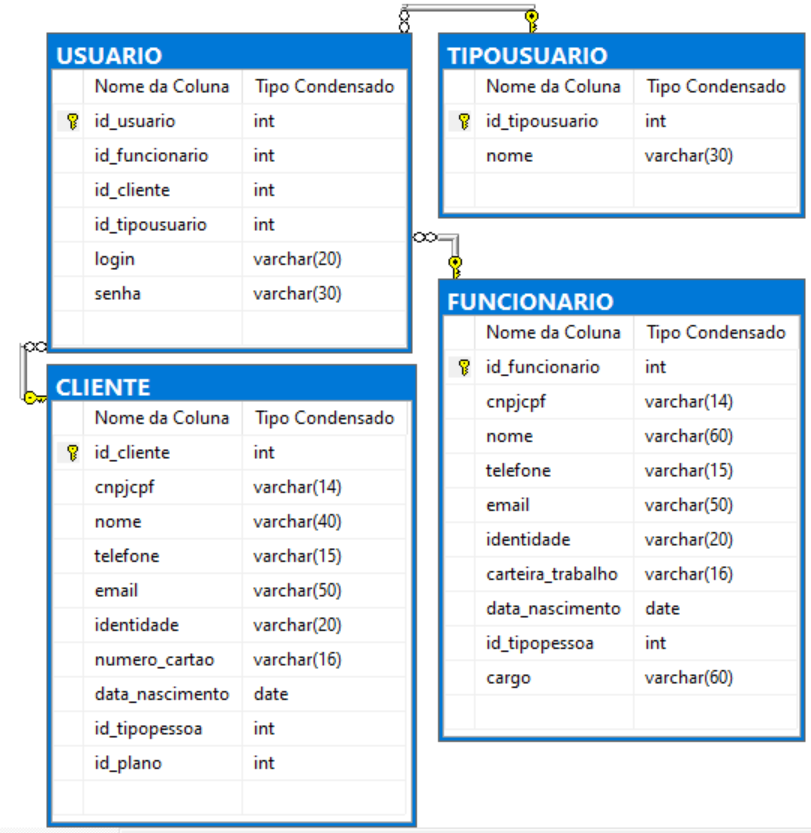 USUARIO
Nome da Coluna Tipo Condensado
id_usuario int
id_funcionario int
id_cliente int
id_tipousuario int
login varchar(20)
senha varchar(30)
TIPOUSUARIO
Nome da Coluna Tipo Condensado
id_tipousuario int
nome varchar(30)
CLIENTE
Nome da Coluna Tipo Condensado
id_cliente int
cnpjcpf varchar(14)
nome varchar(40)
telefone varchar(15)
email varchar(50)
identidade varchar(20)
numero_cartao varchar(16)
data_nascimento date
id_tipopessoa int
id_plano int
FUNCIONARIO
Nome da Coluna Tipo Condensado
id_funcionario int
cnpjcpf varchar(14)
nome varchar(60)
telefone varchar(15)
email varchar(50)
identidade varchar(20)
carteira_trabalho varchar(16)
data_nascimento date
id_tipopessoa int
cargo varchar(60)